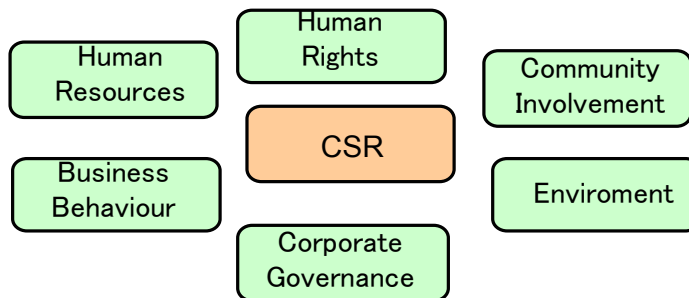 Human
Rights
Human
Resources
Community
Involvement
CSR
Business
Behaviour
Enviroment
Corporate
Governance